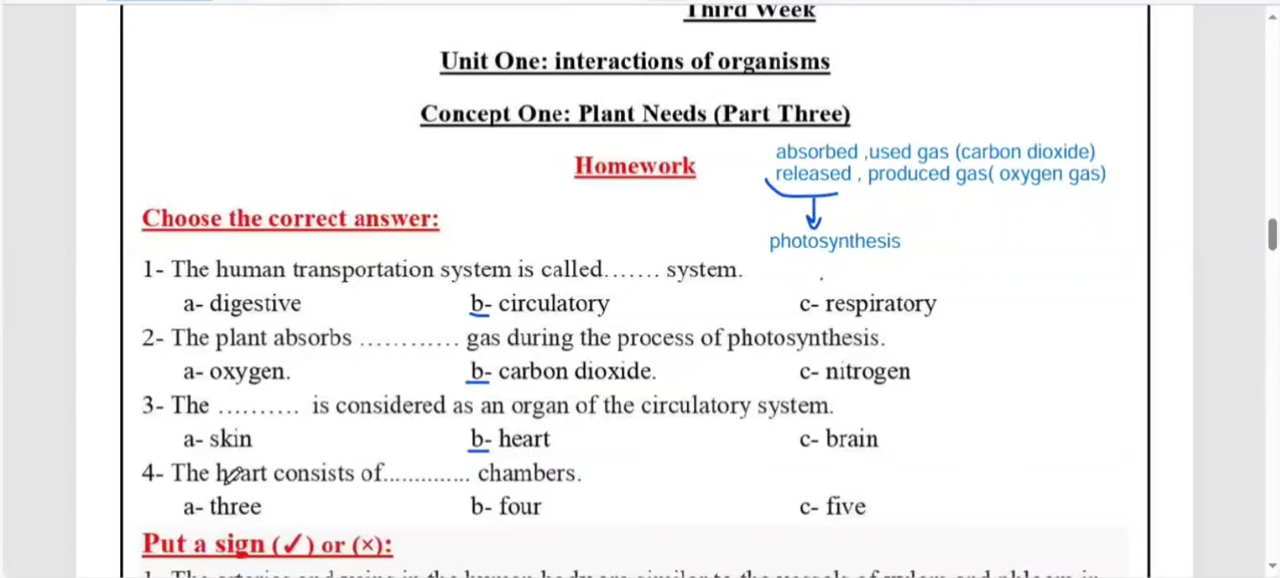 Third Week
Unit One: interactions of organisms
Concept One: Plant Needs (Part Three)
Homework
absorbed ,used gas (carbon dioxide)
released , produced gas( oxygen gas)
photosynthesis
Choose the correct answer:
1- The human transportation system is called....... system.
a- digestive b- circulatory c- respiratory
2- The plant absorbs ............ gas during the process of photosynthesis.
a- oxygen. b- carbon dioxide. c- nitrogen
3- The .......... is considered as an organ of the circulatory system.
a- skin b- heart c- brain
4- The heart consists of.............. chambers.
a- three b- four c- five
Put a sign (✓) or (×):